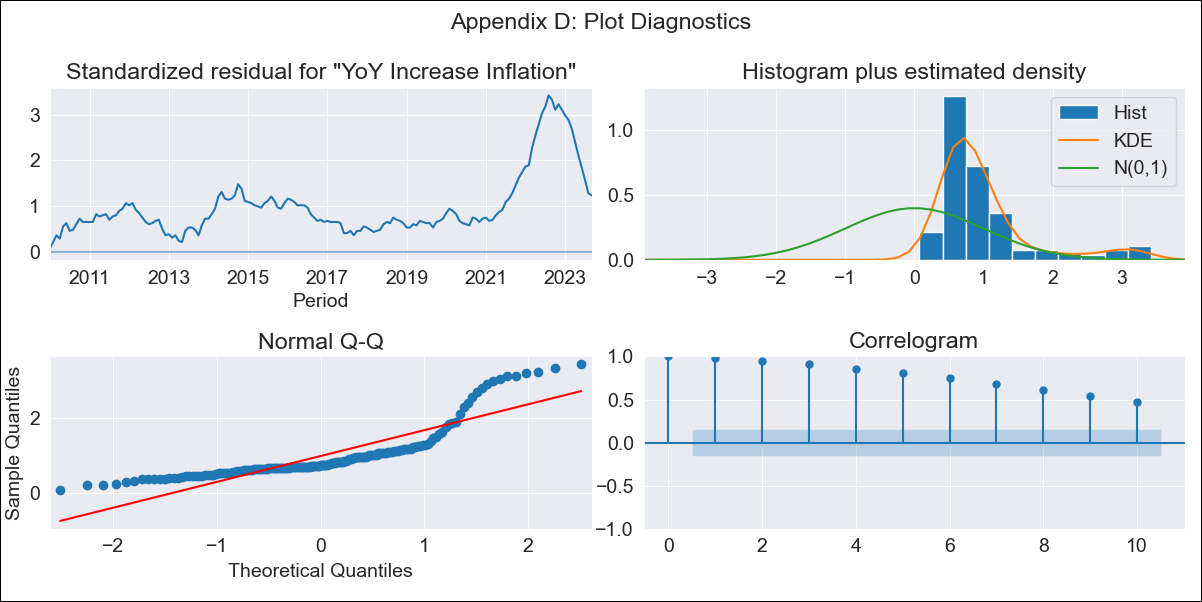 Appendix D: Plot Diagnostics
Standardized residual for "YoY Increase Inflation"
3
2
1
0
2011 2013 2015 2017 2019 2021 2023
Period
Histogram plus estimated density
1.0
0.5
0.0
−3 −2 −1 0 1 2 3
Hist
KDE
N(0,1)
Normal Q-Q
Sample Quantiles
2
0
−2 −1 0 1 2
Theoretical Quantiles
Correlogram
1.0
0.5
0.0
−0.5
−1.0
0 2 4 6 8 10